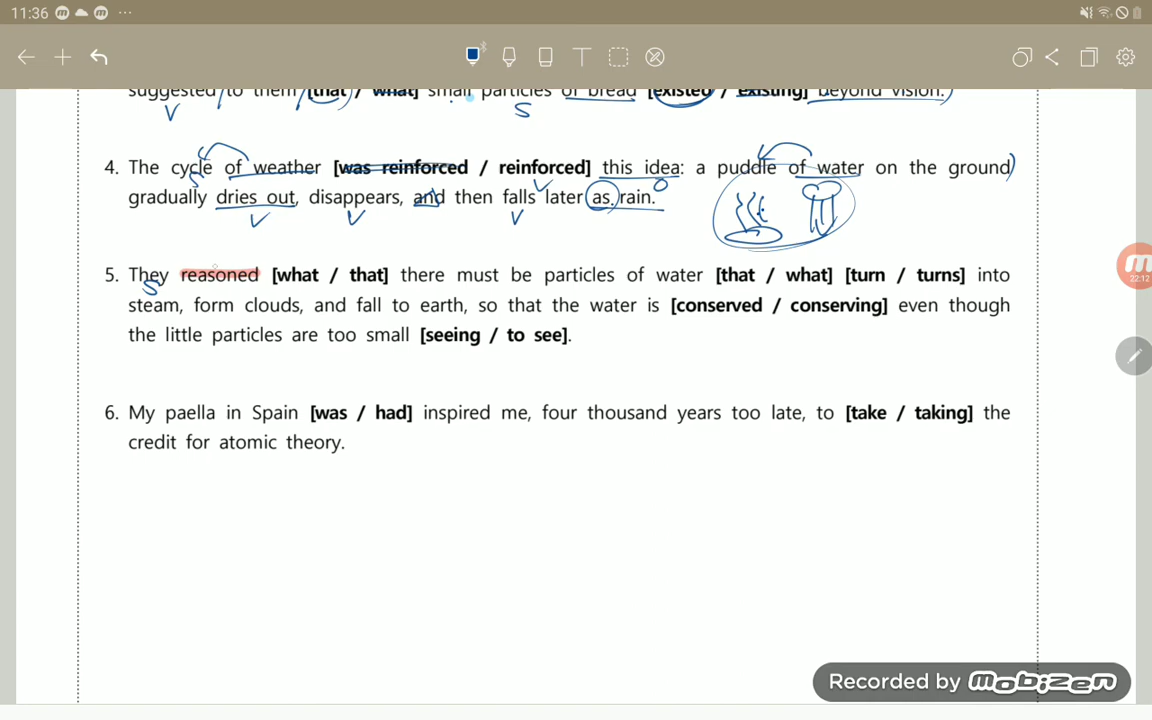 11:36
suggested to them [that / what] small particles of bread [existed / existing] beyond vision.
V
S
4. The cycle of weather [was reinforced / reinforced] this idea: a puddle of water on the ground
S V O
gradually dries out, disappears, and then falls later as rain.
V V V
5. They reasoned [what / that] there must be particles of water [that / what] [turn / turns] into
S
steam, form clouds, and fall to earth, so that the water is [conserved / conserving] even though
the little particles are too small [seeing / to see].
22:12
6. My paella in Spain [was / had] inspired me, four thousand years too late, to [take / taking] the
credit for atomic theory.
Recorded by mobizen